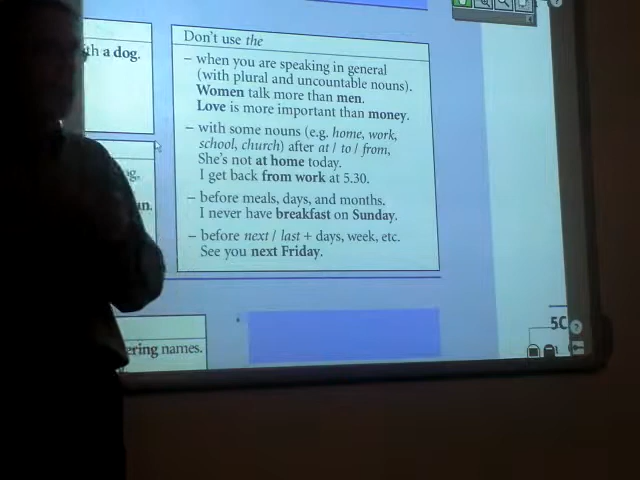 th a dog.
Don't use the
– when you are speaking in general
(with plural and uncountable nouns).
Women talk more than men.
Love is more important than money.
– with some nouns (e.g. home, work,
school, church) after at / to / from,
She's not at home today.
I get back from work at 5.30.
– before meals, days, and months.
I never have breakfast on Sunday.
– before next / last + days, week, etc.
See you next Friday.
ering names.
5C